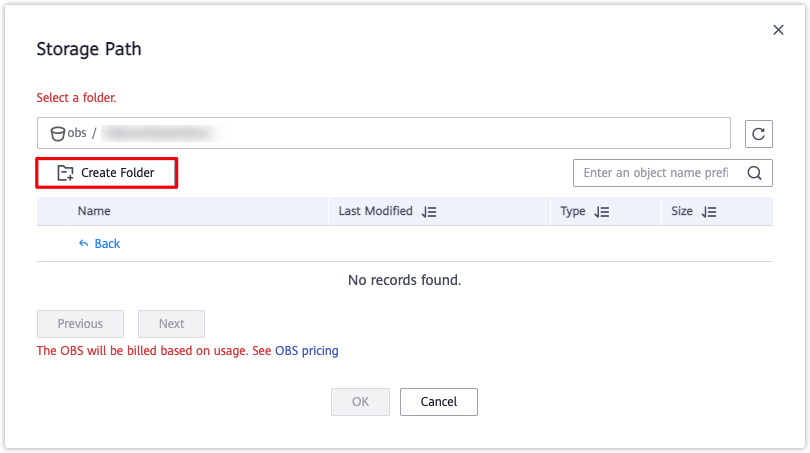 Storage Path
Select a folder.
obs /
Create Folder
Enter an object name prefi
Name Last Modified Type Size
Back
No records found.
Previous Next
The OBS will be billed based on usage. See OBS pricing
OK Cancel